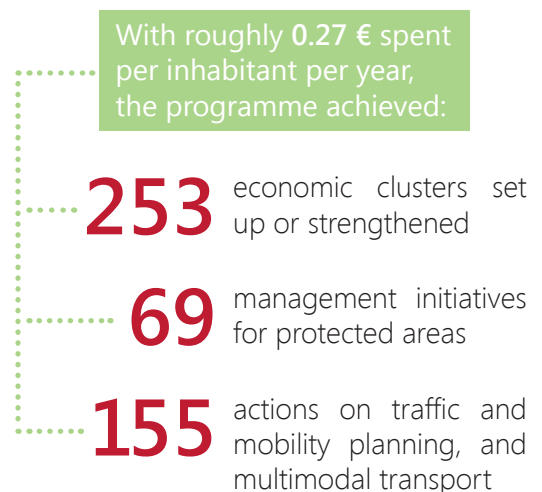 With roughly 0.27 € spent
per inhabitant per year,
the programme achieved:
253
economic clusters set
up or strengthened
69
management initiatives
for protected areas
155
actions on traffic and
mobility planning, and
multimodal transport